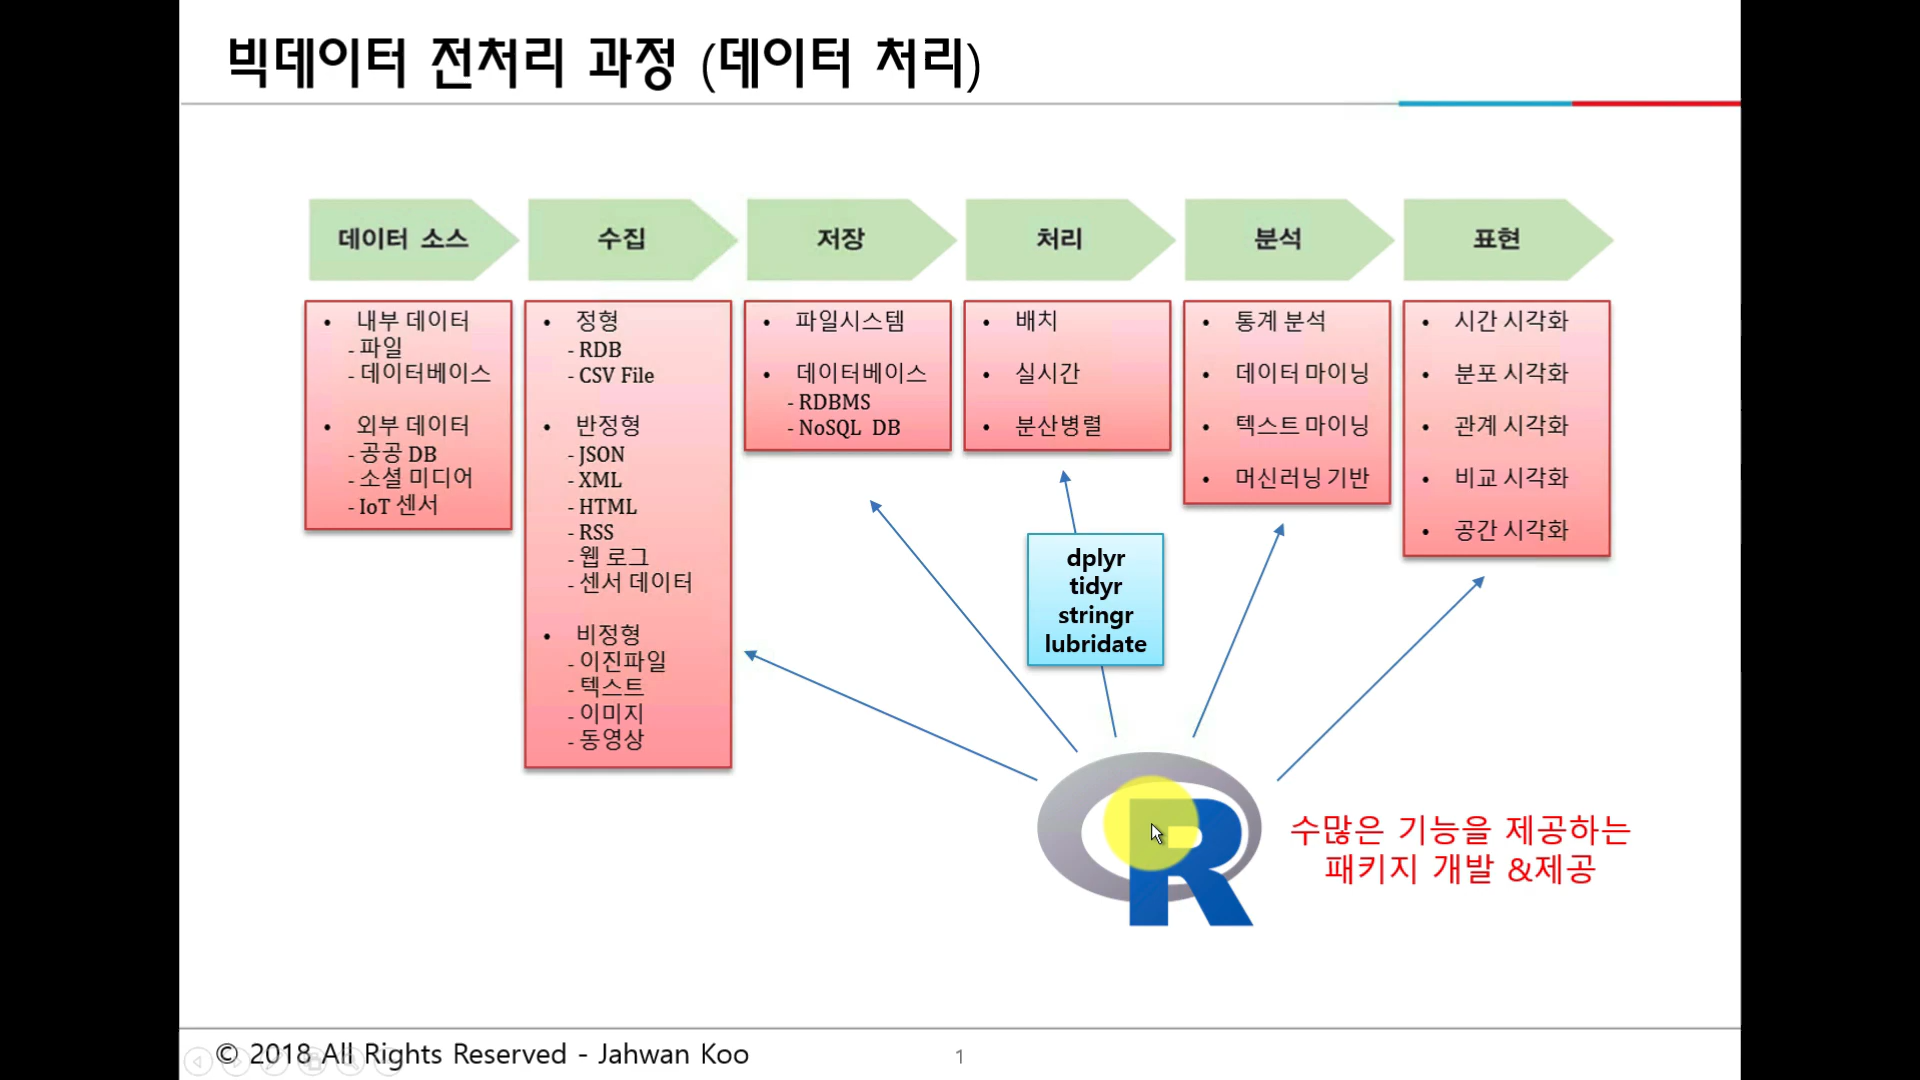 빅데이터 전처리 과정 (데이터 처리)
데이터 소스
수집
저장
처리
분석
표현
• 내부 데이터
- 파일
- 데이터베이스
• 외부 데이터
- 공공 DB
- 소셜 미디어
- IoT 센서
• 정형
- RDB
- CSV File
• 반정형
- JSON
- XML
- HTML
- RSS
- 웹 로그
- 센서 데이터
• 비정형
- 이진파일
- 텍스트
- 이미지
- 동영상
• 파일시스템
• 데이터베이스
- RDBMS
- NoSQL DB
• 배치
• 실시간
• 분산병렬
• 통계 분석
• 데이터 마이닝
• 텍스트 마이닝
• 머신러닝 기반
• 시간 시각화
• 분포 시각화
• 관계 시각화
• 비교 시각화
• 공간 시각화
dplyr
tidyr
stringr
lubridate
R
수많은 기능을 제공하는
패키지 개발 &제공
© 2018 All Rights Reserved - Jahwan Koo
1